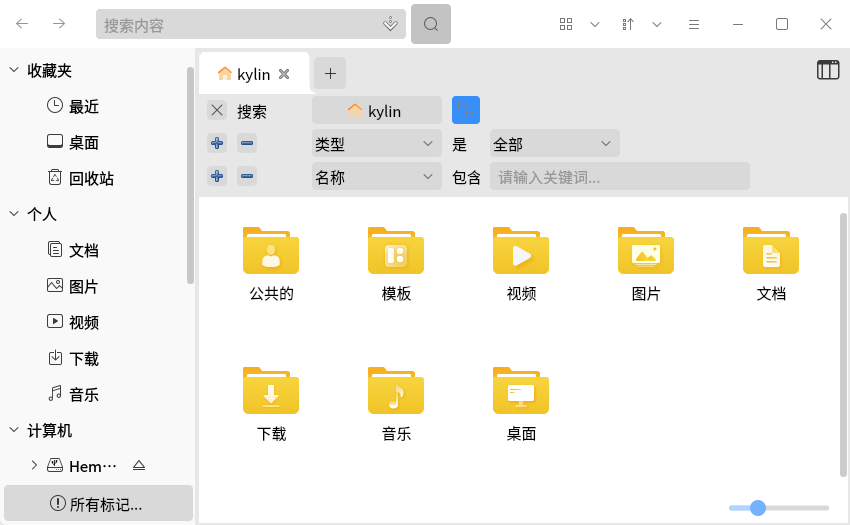 搜索内容
收藏夹
最近
桌面
回收站
个人
文档
图片
视频
下载
音乐
计算机
Hem···
所有标记...
kylin
搜索
kylin
类型
是
全部
名称
包含
请输入关键词...
公共的
模板
视频
图片
文档
下载
音乐
桌面